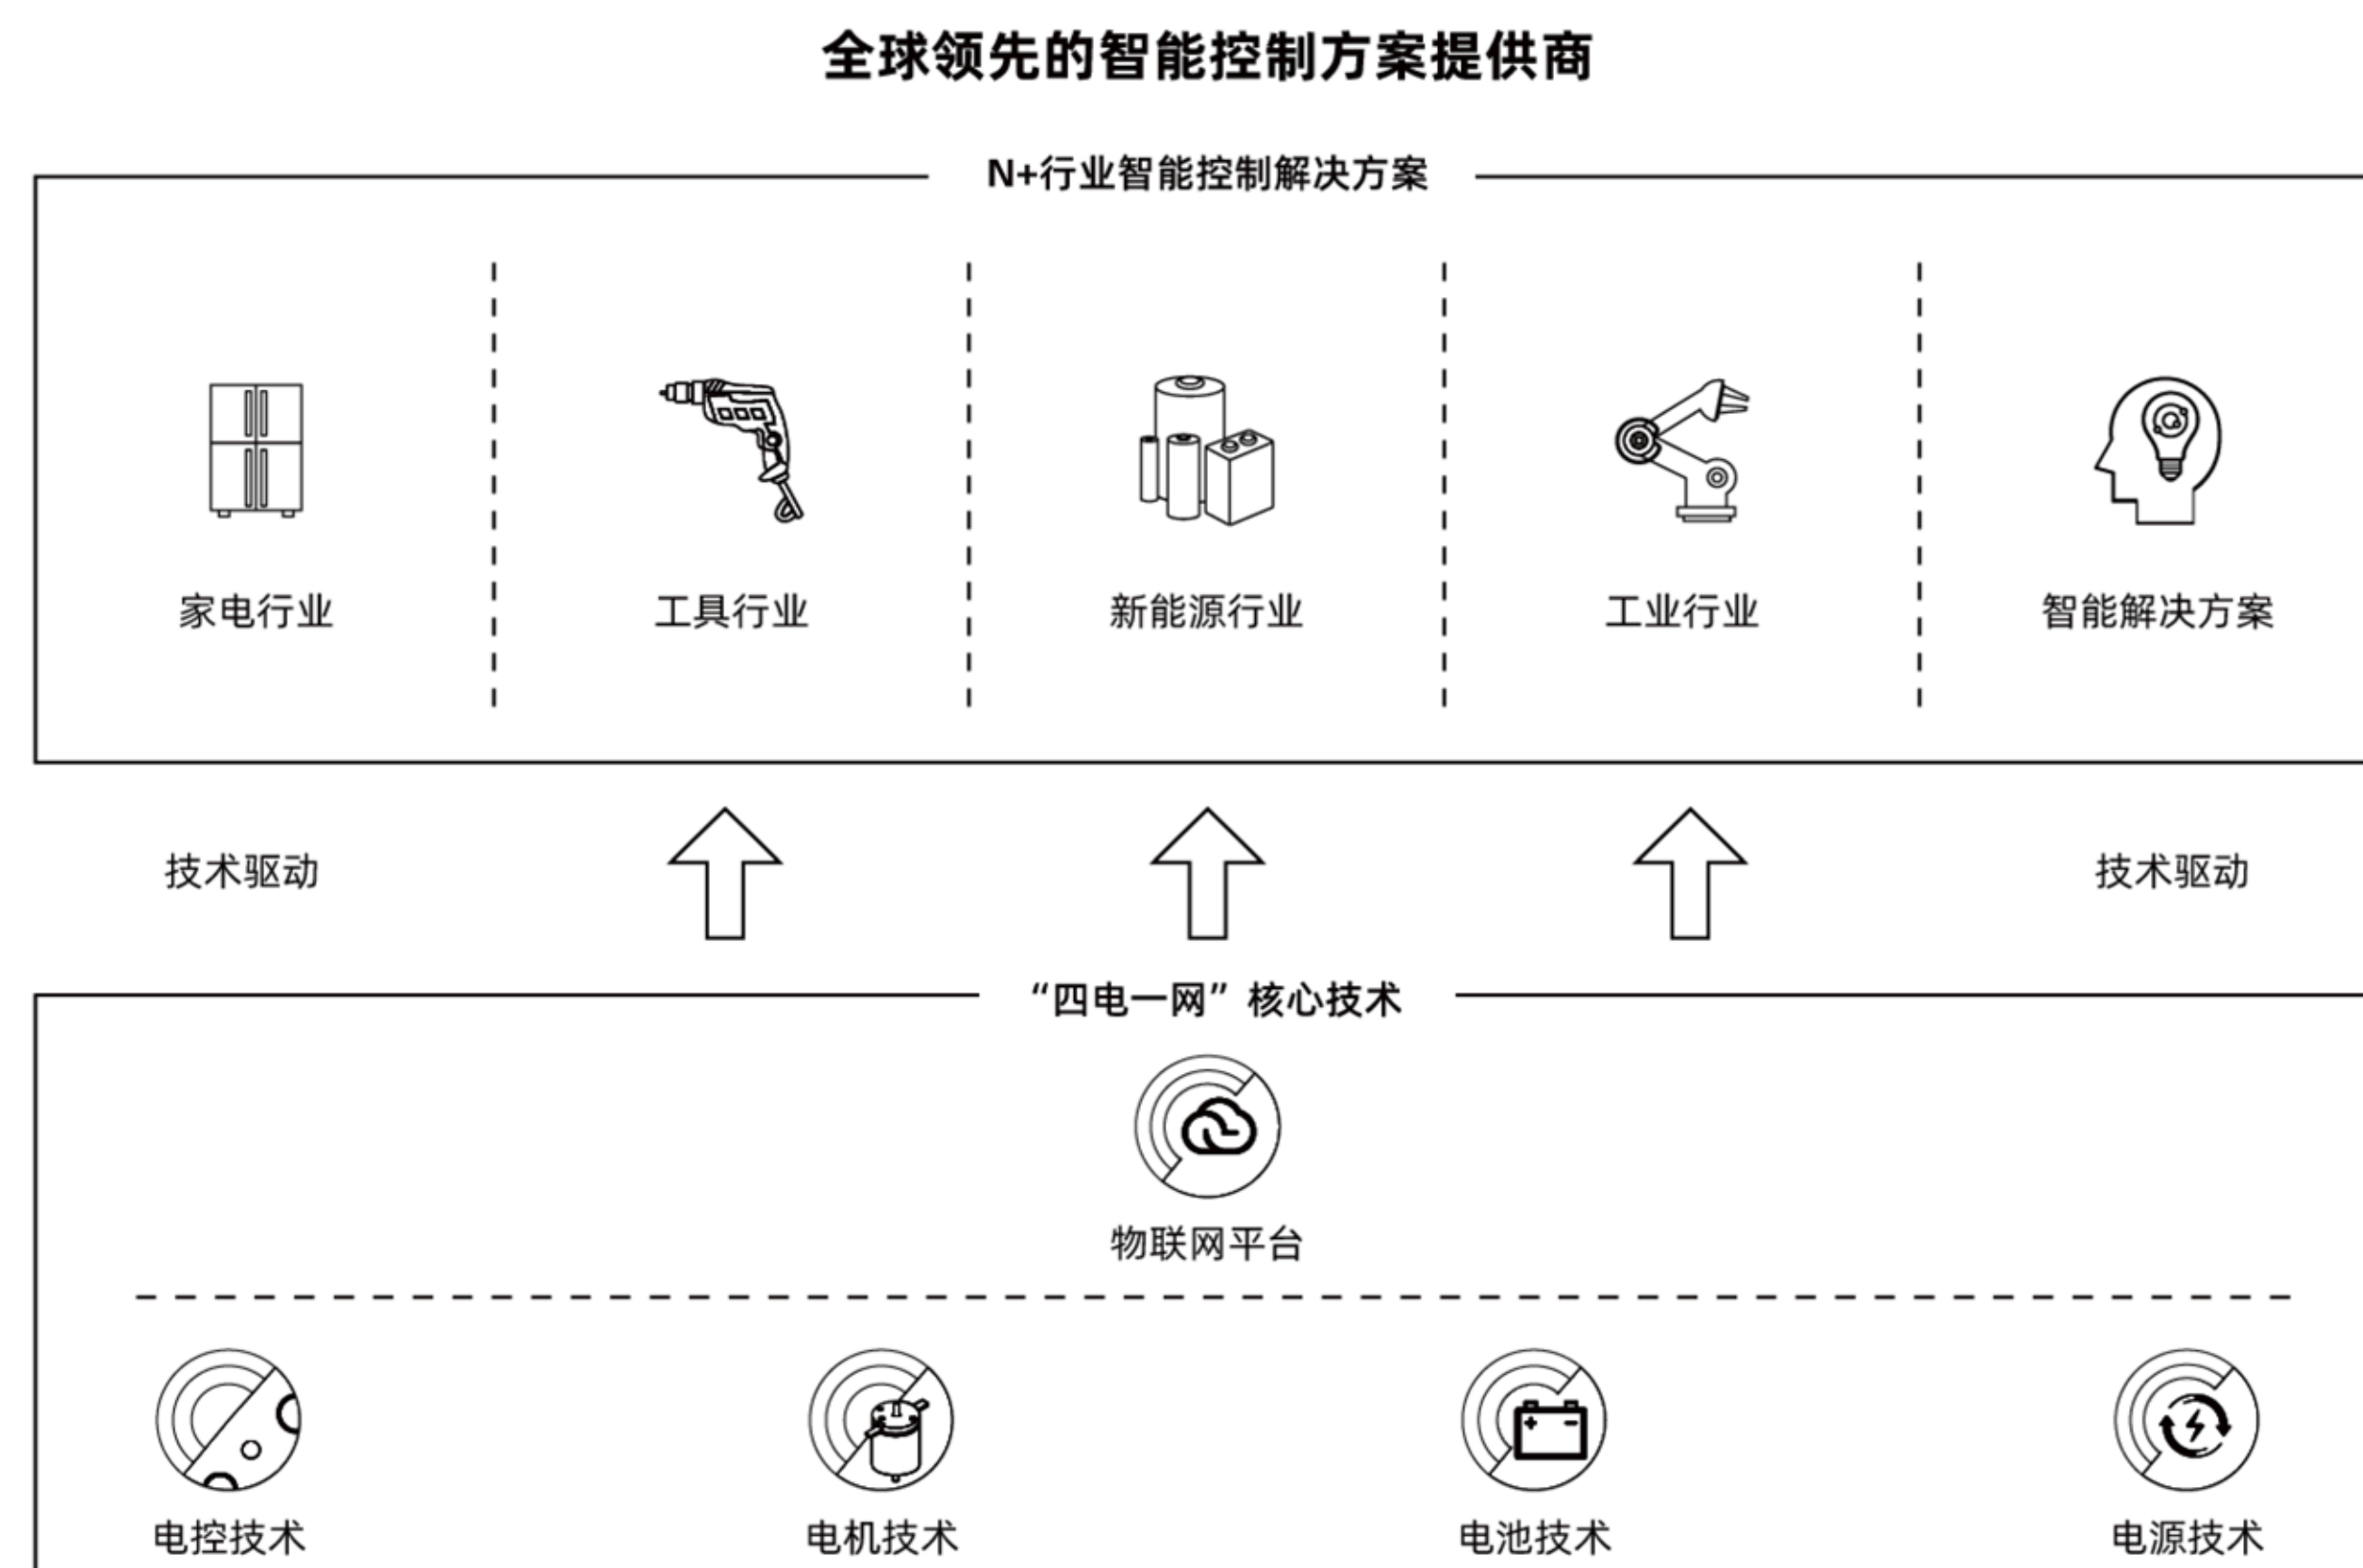 全球领先的智能控制方案提供商
N+行业智能控制解决方案
家电行业
工具行业
新能源行业
工业行业
智能解决方案
技术驱动
技术驱动
“四电一网”核心技术
物联网平台
电控技术
电机技术
电池技术
电源技术